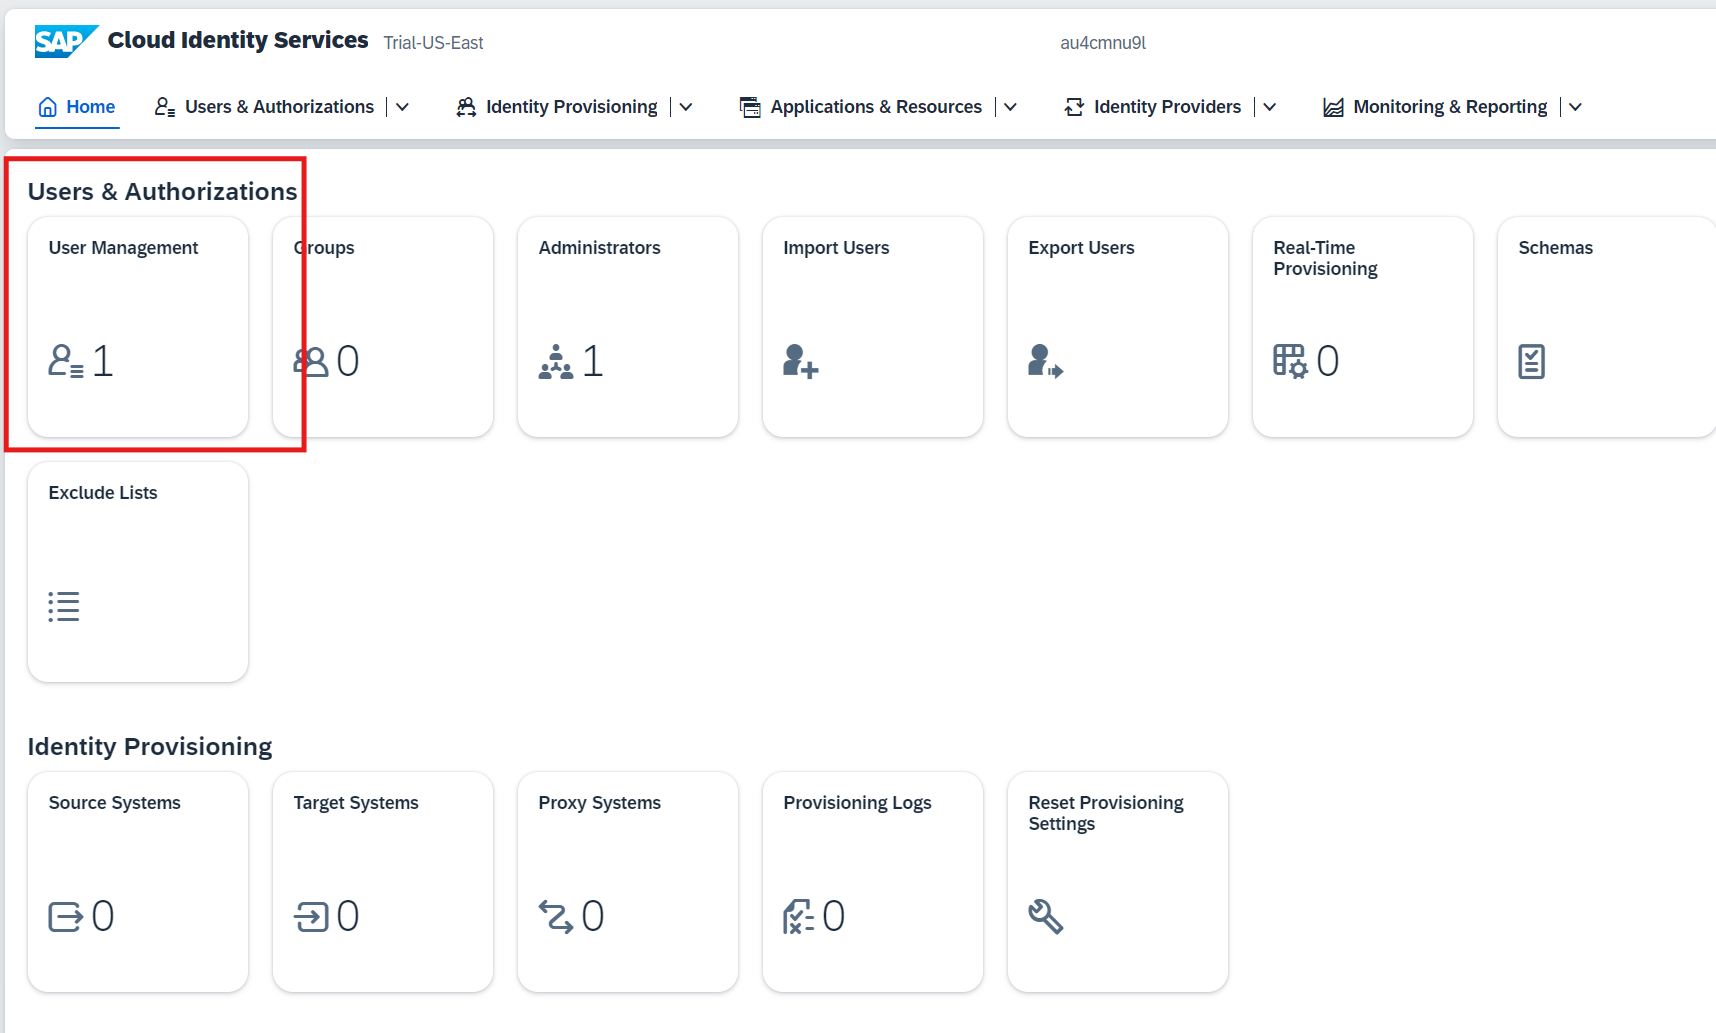 SAP Cloud Identity Services Trial-US-East au4cmnu9l
Home Users & Authorizations Identity Provisioning Applications & Resources Identity Providers Monitoring & Reporting
Users & Authorizations
User Management Groups Administrators Import Users Export Users Real-Time Provisioning Schemas
1 0 1 0
Exclude Lists
Identity Provisioning
Source Systems Target Systems Proxy Systems Provisioning Logs Reset Provisioning Settings
0 0 0 0